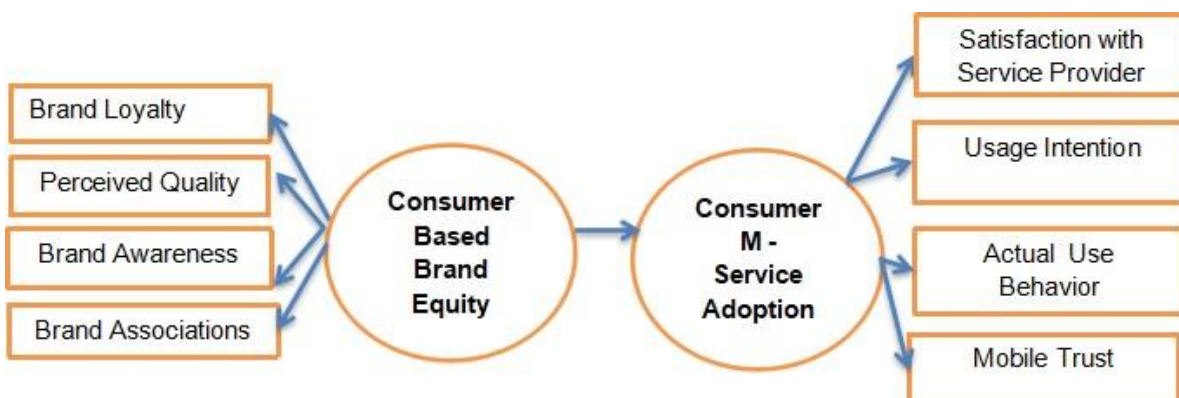 Brand Loyalty
Perceived Quality
Brand Awareness
Brand Associations
Consumer
Based
Brand
Equity
Consumer
M -
Service
Adoption
Satisfaction with
Service Provider
Usage Intention
Actual Use
Behavior
Mobile Trust